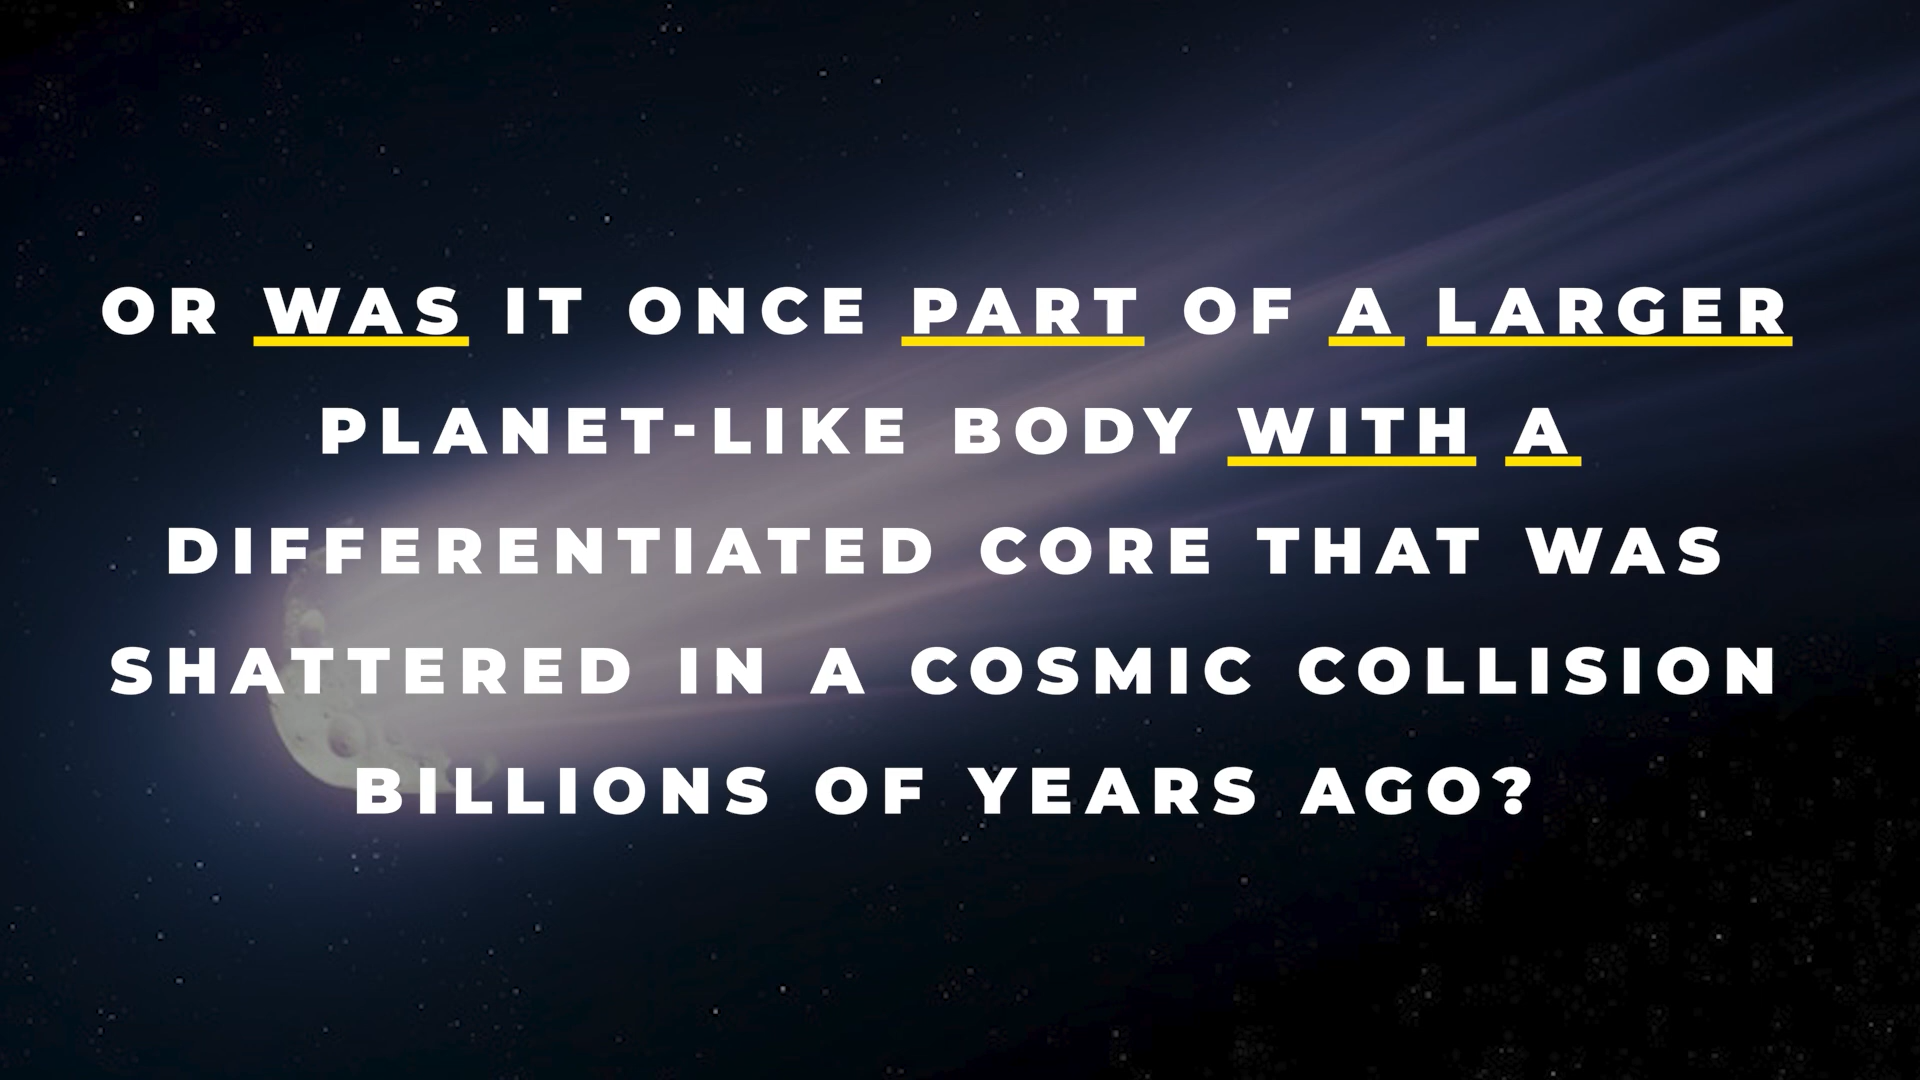 OR WAS IT ONCE PART OF A LARGER
PLANET-LIKE BODY WITH A
DIFFERENTIATED CORE THAT WAS
SHATTERED IN A COSMIC COLLISION
BILLIONS OF YEARS AGO?